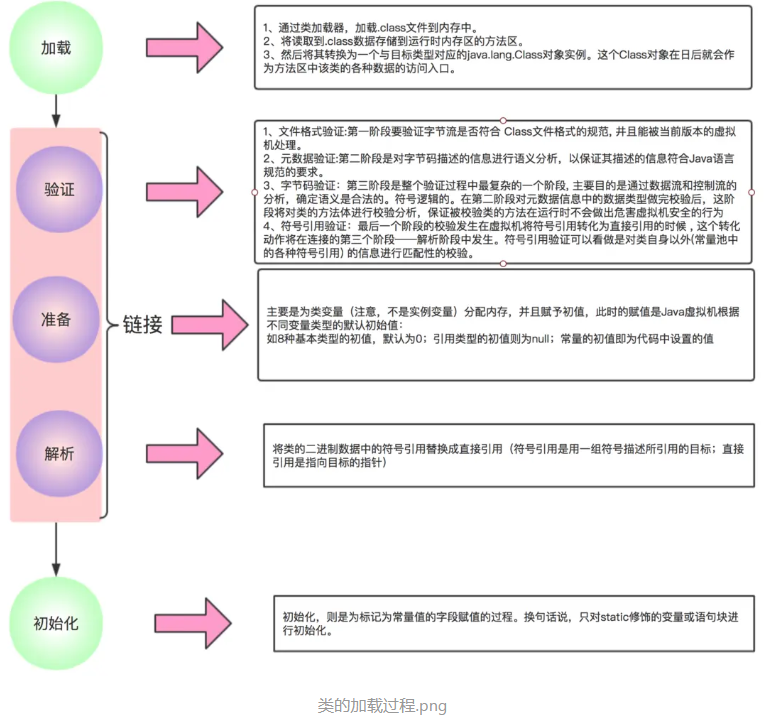 加载
1、通过类加载器，加载.class文件到内存中。
2、将读取到.class数据存储到运行时内存区的方法区。
3、然后将其转换为一个与目标类型对应的java.lang.Class对象实例。这个Class对象在日后就会作
为方法区中该类的各种数据的访问入口。
验证
1、文件格式验证:第一阶段要验证字节流是否符合 Class文件格式的规范, 并且能被当前版本的虚拟
机处理。
2、元数据验证:第二阶段是对字节码描述的信息进行语义分析，以保证其描述的信息符合Java语言
规范的要求。
3、字节码验证：第三阶段是整个验证过程中最复杂的一个阶段, 主要目的是通过数据流和控制流的
分析，确定语义是合法的。符号逻辑的。在第二阶段对元数据信息中的数据类型做完校验后，这阶
段将对类的方法体进行校验分析，保证被校验类的方法在运行时不会做出危害虚拟机安全的行为
4、符号引用验证：最后一个阶段的校验发生在虚拟机将符号引用转化为直接引用的时候 , 这个转化
动作将在连接的第三个阶段——解析阶段中发生。符号引用验证可以看做是对类自身以外(常量池中
的各种符号引用) 的信息进行匹配性的校验。
准备
链接
主要是为类变量（注意，不是实例变量）分配内存，并且赋予初值，此时的赋值是Java虚拟机根据
不同变量类型的默认初始值：
如8种基本类型的初值，默认为0；引用类型的初值则为null；常量的初值即为代码中设置的值
解析
将类的二进制数据中的符号引用替换成直接引用（符号引用是用一组符号描述所引用的目标；直接
引用是指向目标的指针）
初始化
初始化，则是为标记为常量值的字段赋值的过程。换句话说，只对static修饰的变量或语句块进
行初始化。
类的加载过程.png